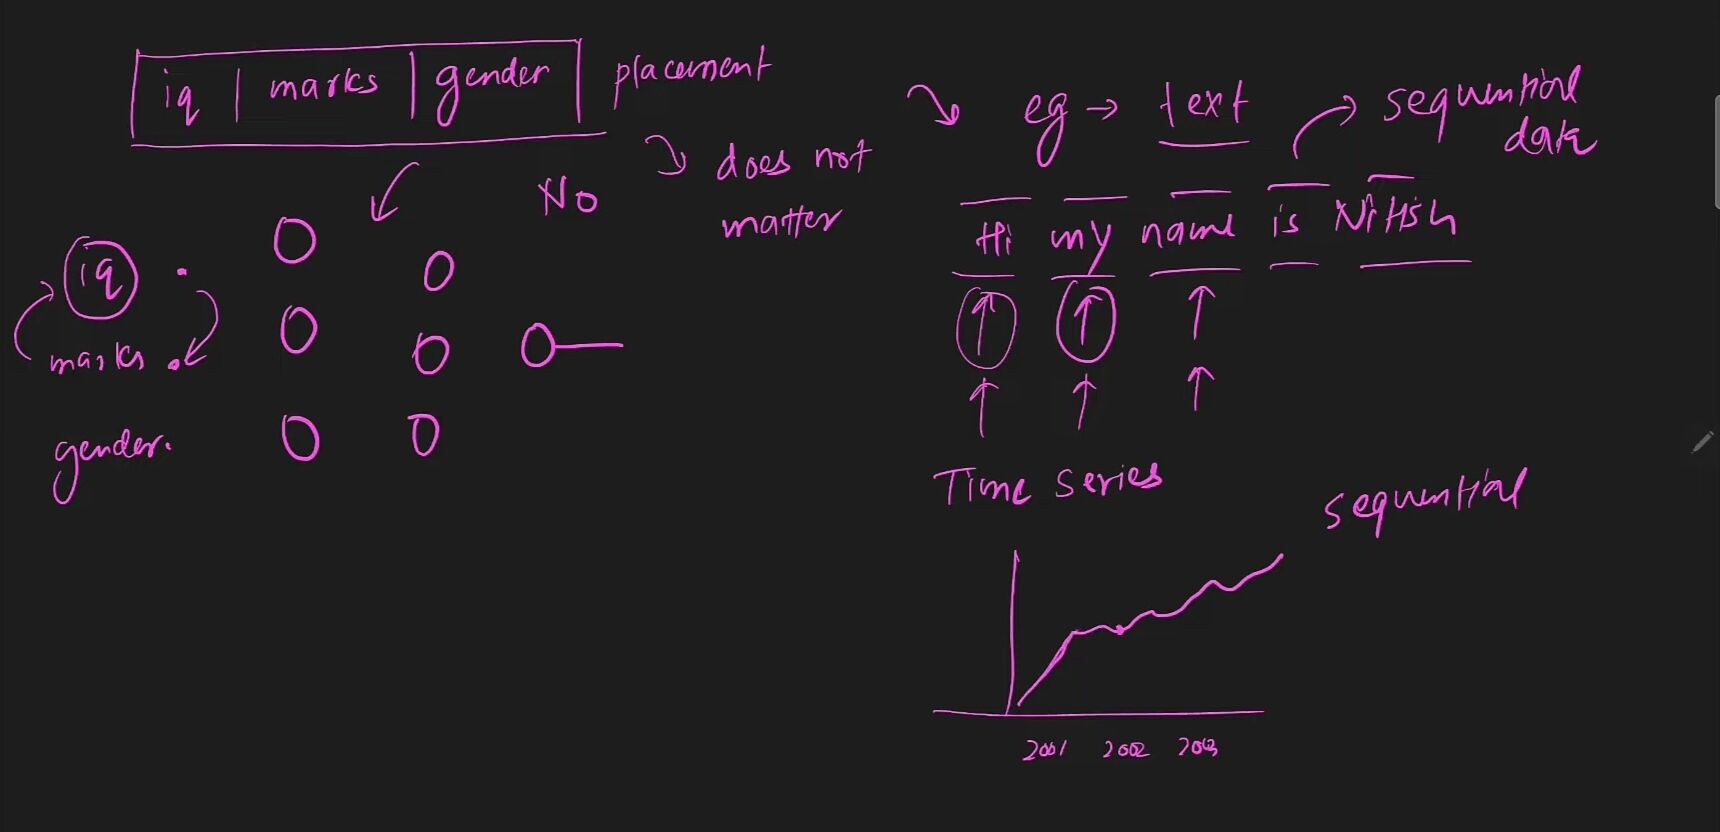 iq | marks | gender
placement
does not
matter
No
iq
marks
gender
eg → text
sequential
data
Hi my name is Nitish
Time series
sequential
2001 2002 2003